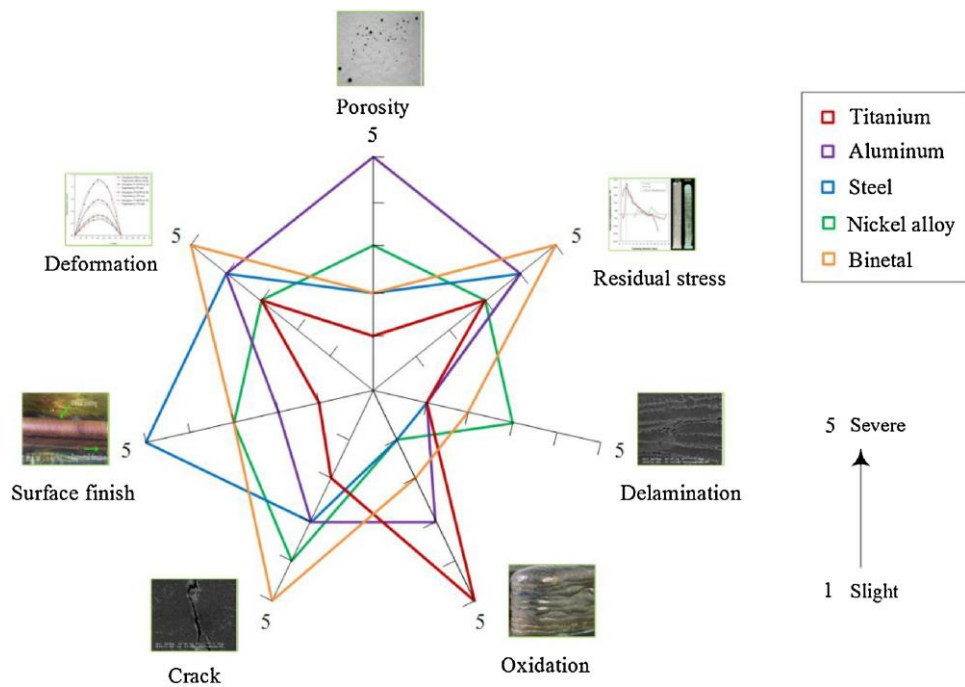 Porosity
5
Titanium
Aluminum
Steel
Nickel alloy
Binetal
5
Deformation
5
Residual stress
5
Surface finish
5
Delamination
5 Severe
1 Slight
5
Crack
5
Oxidation